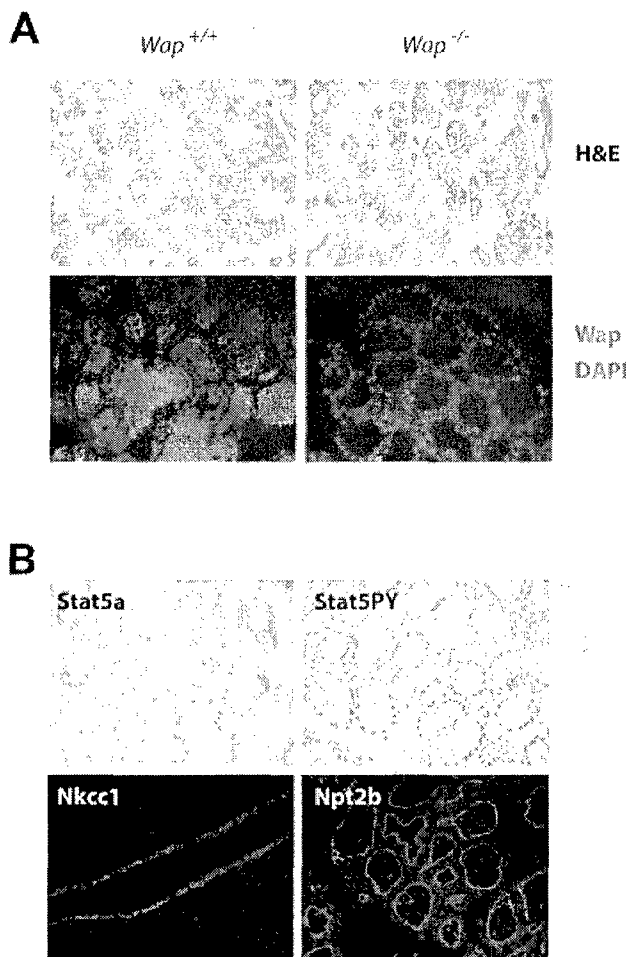 A
Wap +/+
Wap -/-
H&E
Wap
DAPI
B
Stat5a
Stat5PY
Nkcc1
Npt2b